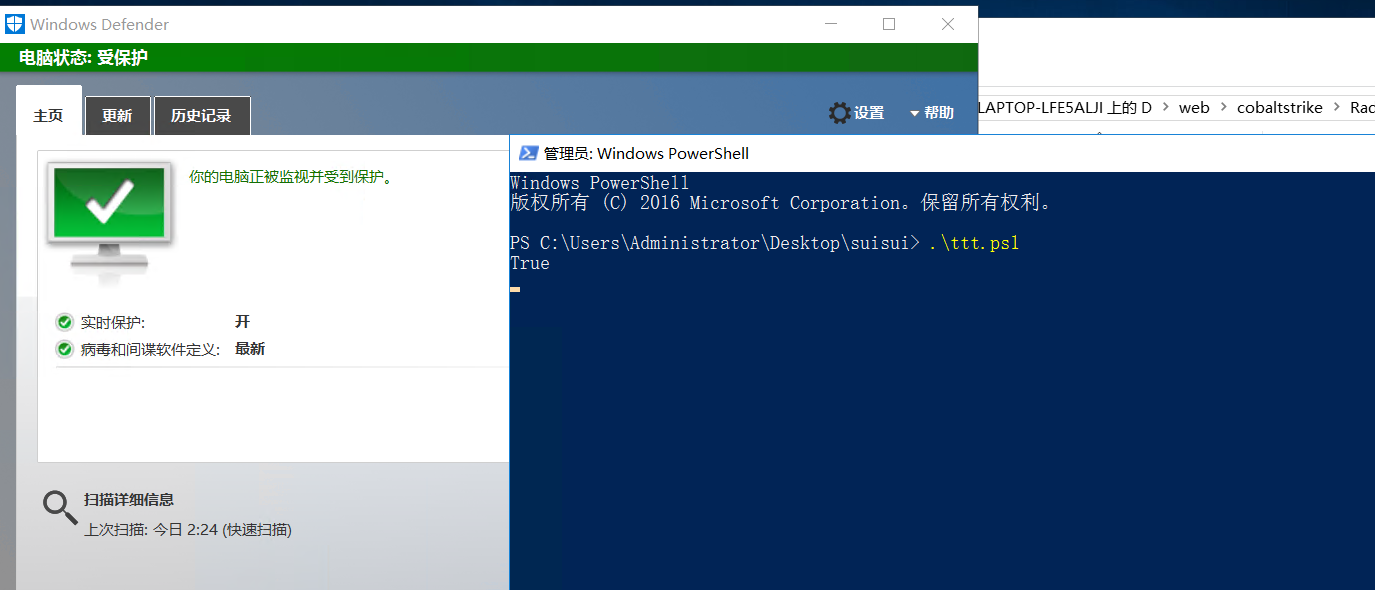 Windows Defender
电脑状态: 受保护
主页
更新
历史记录
设置
帮助
LAPTOP-LFE5ALJI 上的 D > web > cobaltstrike > Rac
你的电脑正被监视并受到保护。
实时保护: 开
病毒和间谍软件定义: 最新
扫描详细信息
上次扫描: 今日 2:24 (快速扫描)
管理员: Windows PowerShell
Windows PowerShell
版权所有 (C) 2016 Microsoft Corporation。保留所有权利。
PS C:\Users\Administrator\Desktop\suisui> .\ttt.ps1
True